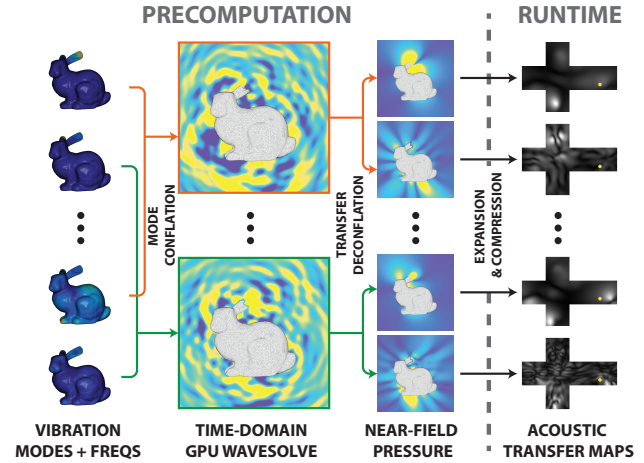 PRECOMPUTATION
RUNTIME
MODE
CONFLATION
TRANSFER
DECONFLATION
EXPANSION
& COMPRESSION
VIBRATION
MODES + FREQS
TIME-DOMAIN
GPU WAVESOLVE
NEAR-FIELD
PRESSURE
ACOUSTIC
TRANSFER MAPS